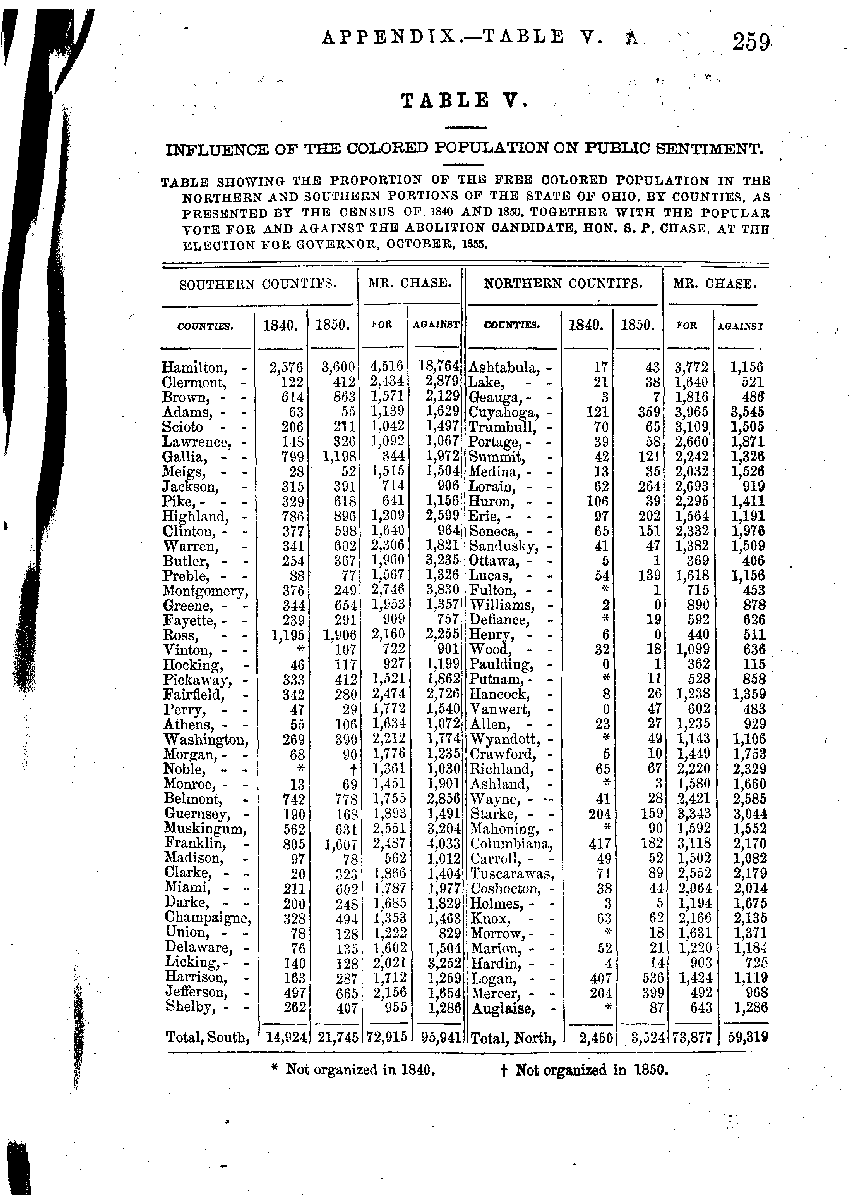 APPENDIX.—TABLE V. A 259
TABLE V.
INFLUENCE OF THE COLORED POPULATION ON PUBLIC SENTIMENT.
TABLE SHOWING THE PROPORTION OF THE FREE COLORED POPULATION IN THE
NORTHERN AND SOUTHERN PORTIONS OF THE STATE OF OHIO, BY COUNTIES, AS
PRESENTED BY THE CENSUS OF 1840 AND 1850, TOGETHER WITH THE POPULAR
VOTE FOR AND AGAINST THE ABOLITION CANDIDATE, HON. S. P. CHASE, AT THE
ELECTION FOR GOVERNOR, OCTOBER, 1855.
SOUTHERN COUNTIES. MR. CHASE. NORTHERN COUNTIES. MR. CHASE.
COUNTIES. 1840. 1850. FOR AGAINST COUNTIES. 1840. 1850. FOR AGAINST
Hamilton, - 2,576 3,600 4,516 18,764 Ashtabula, - 17 43 3,772 1,156
Clermont, - 122 412 2,434 2,879 Lake, - - 21 38 1,640 521
Brown, - - 614 863 1,571 2,129 Geauga, - - 3 7 1,816 486
Adams, - - 63 55 1,139 1,629 Cuyahoga, - 121 359 3,965 3,545
Scioto - - 206 211 1,042 1,497 Trumbull, - 70 65 3,109 1,505
Lawrence, - 148 326 1,092 1,067 Portage, - - 39 58 2,660 1,871
Gallia, - - 799 1,198 344 1,972 Summit, - 42 121 2,242 1,326
Meigs, - - 28 52 1,515 1,504 Medina, - - 13 35 2,032 1,526
Jackson, - 315 391 714 906 Lorain, - - 62 264 2,693 919
Pike, - - - 329 618 641 1,156 Huron, - - 106 39 2,295 1,411
Highland, - 786 896 1,209 2,599 Erie, - - - 97 202 1,564 1,191
Clinton, - - 377 598 1,640 964 Seneca, - - 65 151 2,332 1,976
Warren, - 341 602 2,306 1,821 Sandusky, - 41 47 1,382 1,509
Butler, - - 254 367 1,960 3,235 Ottawa, - - 5 1 369 406
Preble, - - 88 77 1,567 1,326 Lucas, - - 54 139 1,618 1,156
Montgomery, 376 249 2,746 3,830 Fulton, - - * 1 715 453
Greene, - - 344 654 1,953 1,357 Williams, - 2 0 890 878
Fayette, - - 239 291 909 757 Defiance, - * 19 592 626
Ross, - - 1,195 1,906 2,160 2,255 Henry, - - 6 0 440 511
Vinton, - - * 107 722 901 Wood, - - 32 18 1,099 636
Hocking, - 46 117 927 1,199 Paulding, - 0 1 362 115
Pickaway, - 333 412 1,521 1,862 Putnam, - - * 11 528 858
Fairfield, - 342 280 2,474 2,726 Hancock, - 8 26 1,238 1,359
Perry, - - 47 29 1,772 1,540 Vanwert, - 0 47 602 483
Athens, - - 55 106 1,634 1,072 Allen, - - 23 27 1,235 929
Washington, 269 390 2,212 1,774 Wyandott, - * 49 1,143 1,106
Morgan, - - 68 90 1,776 1,235 Crawford, - 5 10 1,449 1,753
Noble, - - * † 1,361 1,030 Richland, - 65 67 2,220 2,329
Monroe, - - 13 69 1,451 1,901 Ashland, - * 3 1,580 1,660
Belmont, - 742 778 1,755 2,856 Wayne, - - 41 28 2,421 2,585
Guernsey, - 190 168 1,893 1,491 Starke, - - 204 159 3,343 3,044
Muskingum, 562 631 2,551 3,204 Mahoning, - * 90 1,592 1,552
Franklin, - 805 1,607 2,487 4,033 Columbiana, 417 182 3,118 2,170
Madison, - 97 78 562 1,012 Carroll, - - 49 52 1,502 1,082
Clarke, - - 20 323 1,866 1,404 Tuscarawas, 71 89 2,552 2,179
Miami, - - 211 602 1,787 1,977 Coshocton, - 38 44 2,064 2,014
Darke, - - 200 248 1,685 1,829 Holmes, - - 3 5 1,194 1,675
Champaigne, 328 494 1,353 1,463 Knox, - - 63 62 2,166 2,135
Union, - - 78 128 1,222 829 Morrow, - - * 18 1,631 1,371
Delaware, - 76 135 1,602 1,504 Marion, - - 52 21 1,220 1,184
Licking, - - 140 128 2,021 3,252 Hardin, - - 4 14 903 725
Harrison, - 163 287 1,712 1,259 Logan, - - 407 536 1,424 1,119
Jefferson, - 497 665 2,156 1,654 Mercer, - - 204 399 492 968
Shelby, - - 262 407 955 1,286 Auglaise, - * 87 643 1,286
Total, South, 14,924 21,745 72,915 95,941 Total, North, 2,450 3,524 73,877 59,319
* Not organized in 1840. † Not organized in 1850.